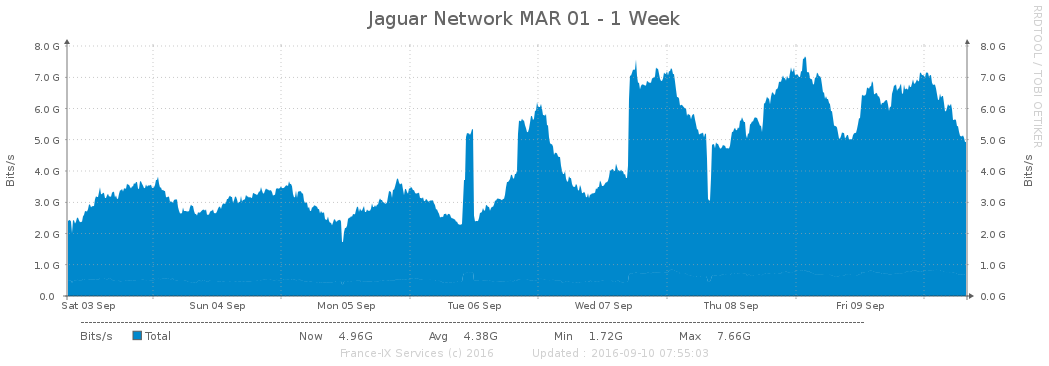 Jaguar Network MAR 01 - 1 Week
RRDTOOL / TOBI OETIKER
8.0 G 8.0 G
7.0 G 7.0 G
6.0 G 6.0 G
5.0 G 5.0 G
4.0 G 4.0 G
3.0 G 3.0 G
2.0 G 2.0 G
1.0 G 1.0 G
0.0 0.0 G
Bits/s
Bits/s
Sat 03 Sep Sun 04 Sep Mon 05 Sep Tue 06 Sep Wed 07 Sep Thu 08 Sep Fri 09 Sep
Bits/s Total Now 4.96G Avg 4.38G Min 1.72G Max 7.66G
France-IX Services (c) 2016 Updated : 2016-09-10 07:55:03